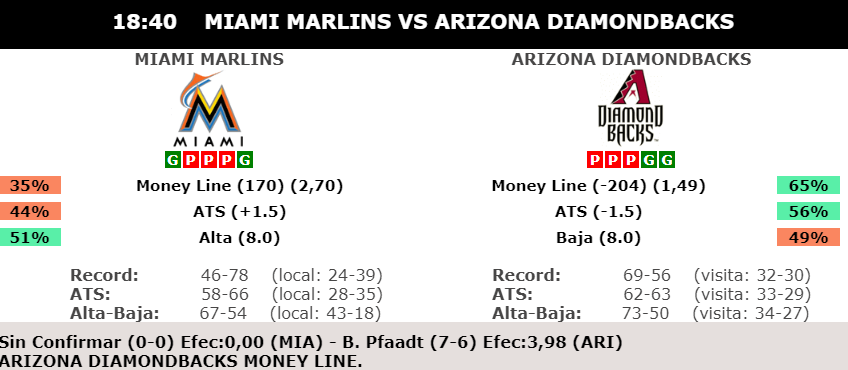 18:40 MIAMI MARLINS VS ARIZONA DIAMONDBACKS
MIAMI MARLINS ARIZONA DIAMONDBACKS
MIAMI DIAMOND
BACKS
G P P P G P P P G G
35% Money Line (170) (2,70) Money Line (-204) (1,49) 65%
44% ATS (+1.5) ATS (-1.5) 56%
51% Alta (8.0) Baja (8.0) 49%
Record: 46-78 (local: 24-39) Record: 69-56 (visita: 32-30)
ATS: 58-66 (local: 28-35) ATS: 62-63 (visita: 33-29)
Alta-Baja: 67-54 (local: 43-18) Alta-Baja: 73-50 (visita: 34-27)
Sin Confirmar (0-0) Efec:0,00 (MIA) - B. Pfaadt (7-6) Efec:3,98 (ARI)
ARIZONA DIAMONDBACKS MONEY LINE.